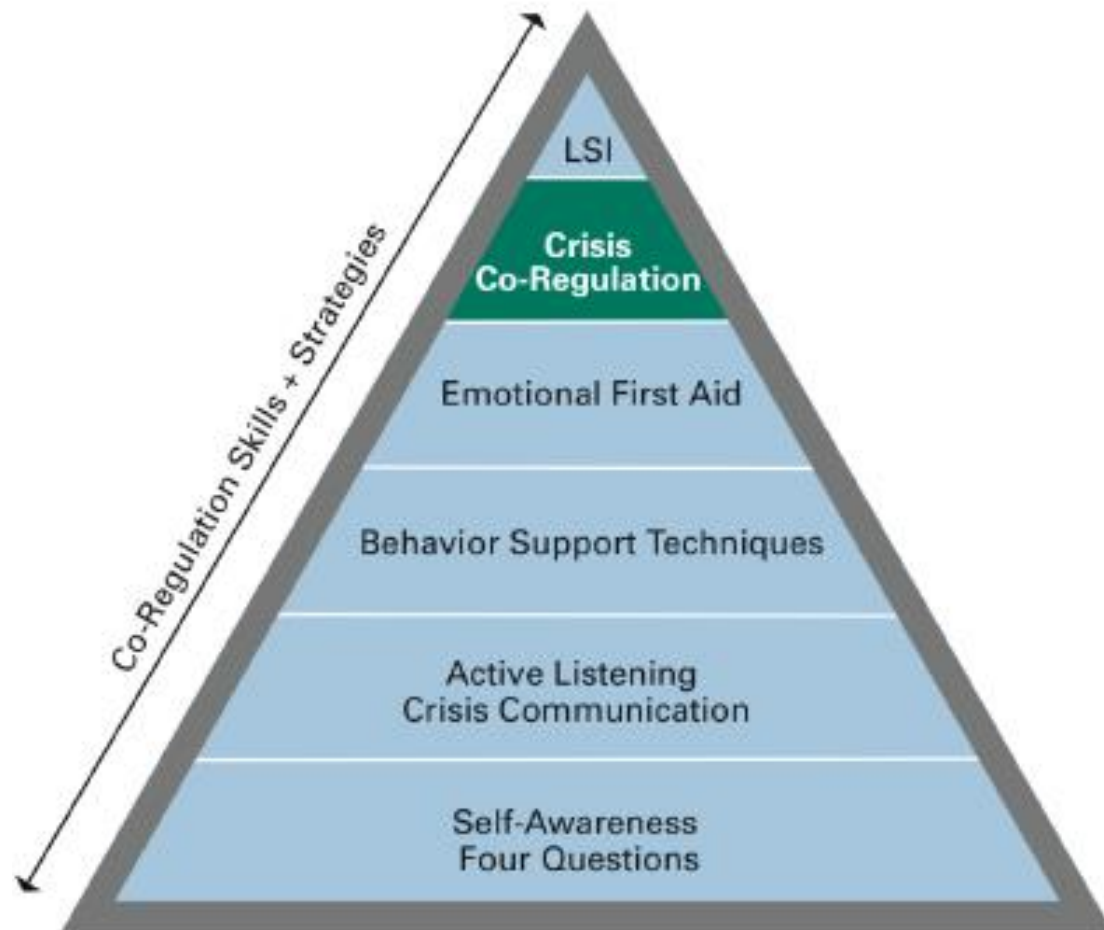 LSI
Crisis
Co-Regulation
Emotional First Aid
Behavior Support Techniques
Active Listening
Crisis Communication
Self-Awareness
Four Questions
Co-Regulation Skills + Strategies